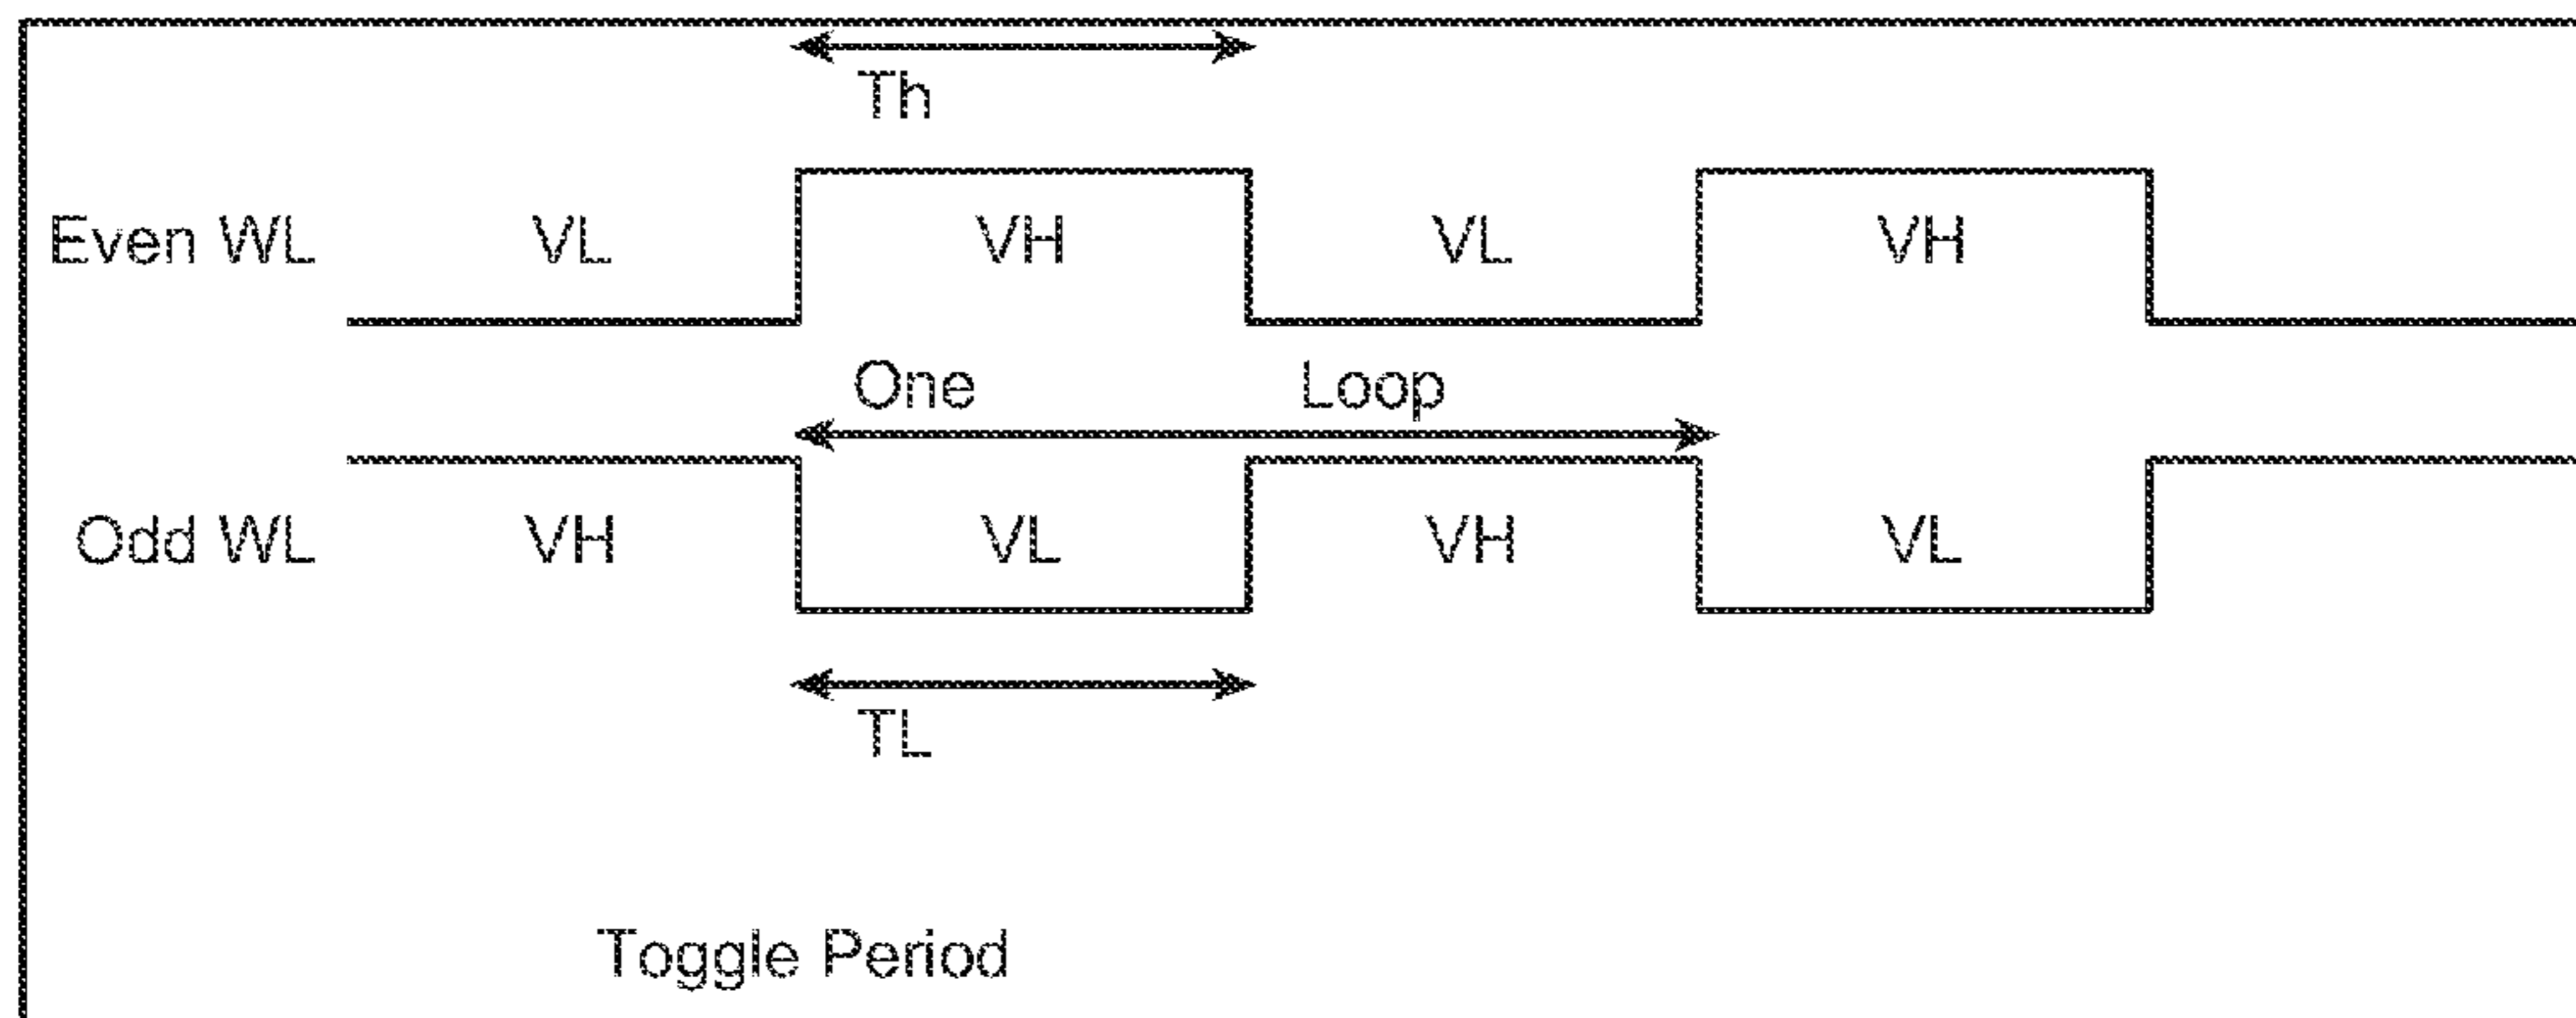 Th
Even WL VL VH VL VH
One Loop
Odd WL VH VL VH VL
TL
Toggle Period